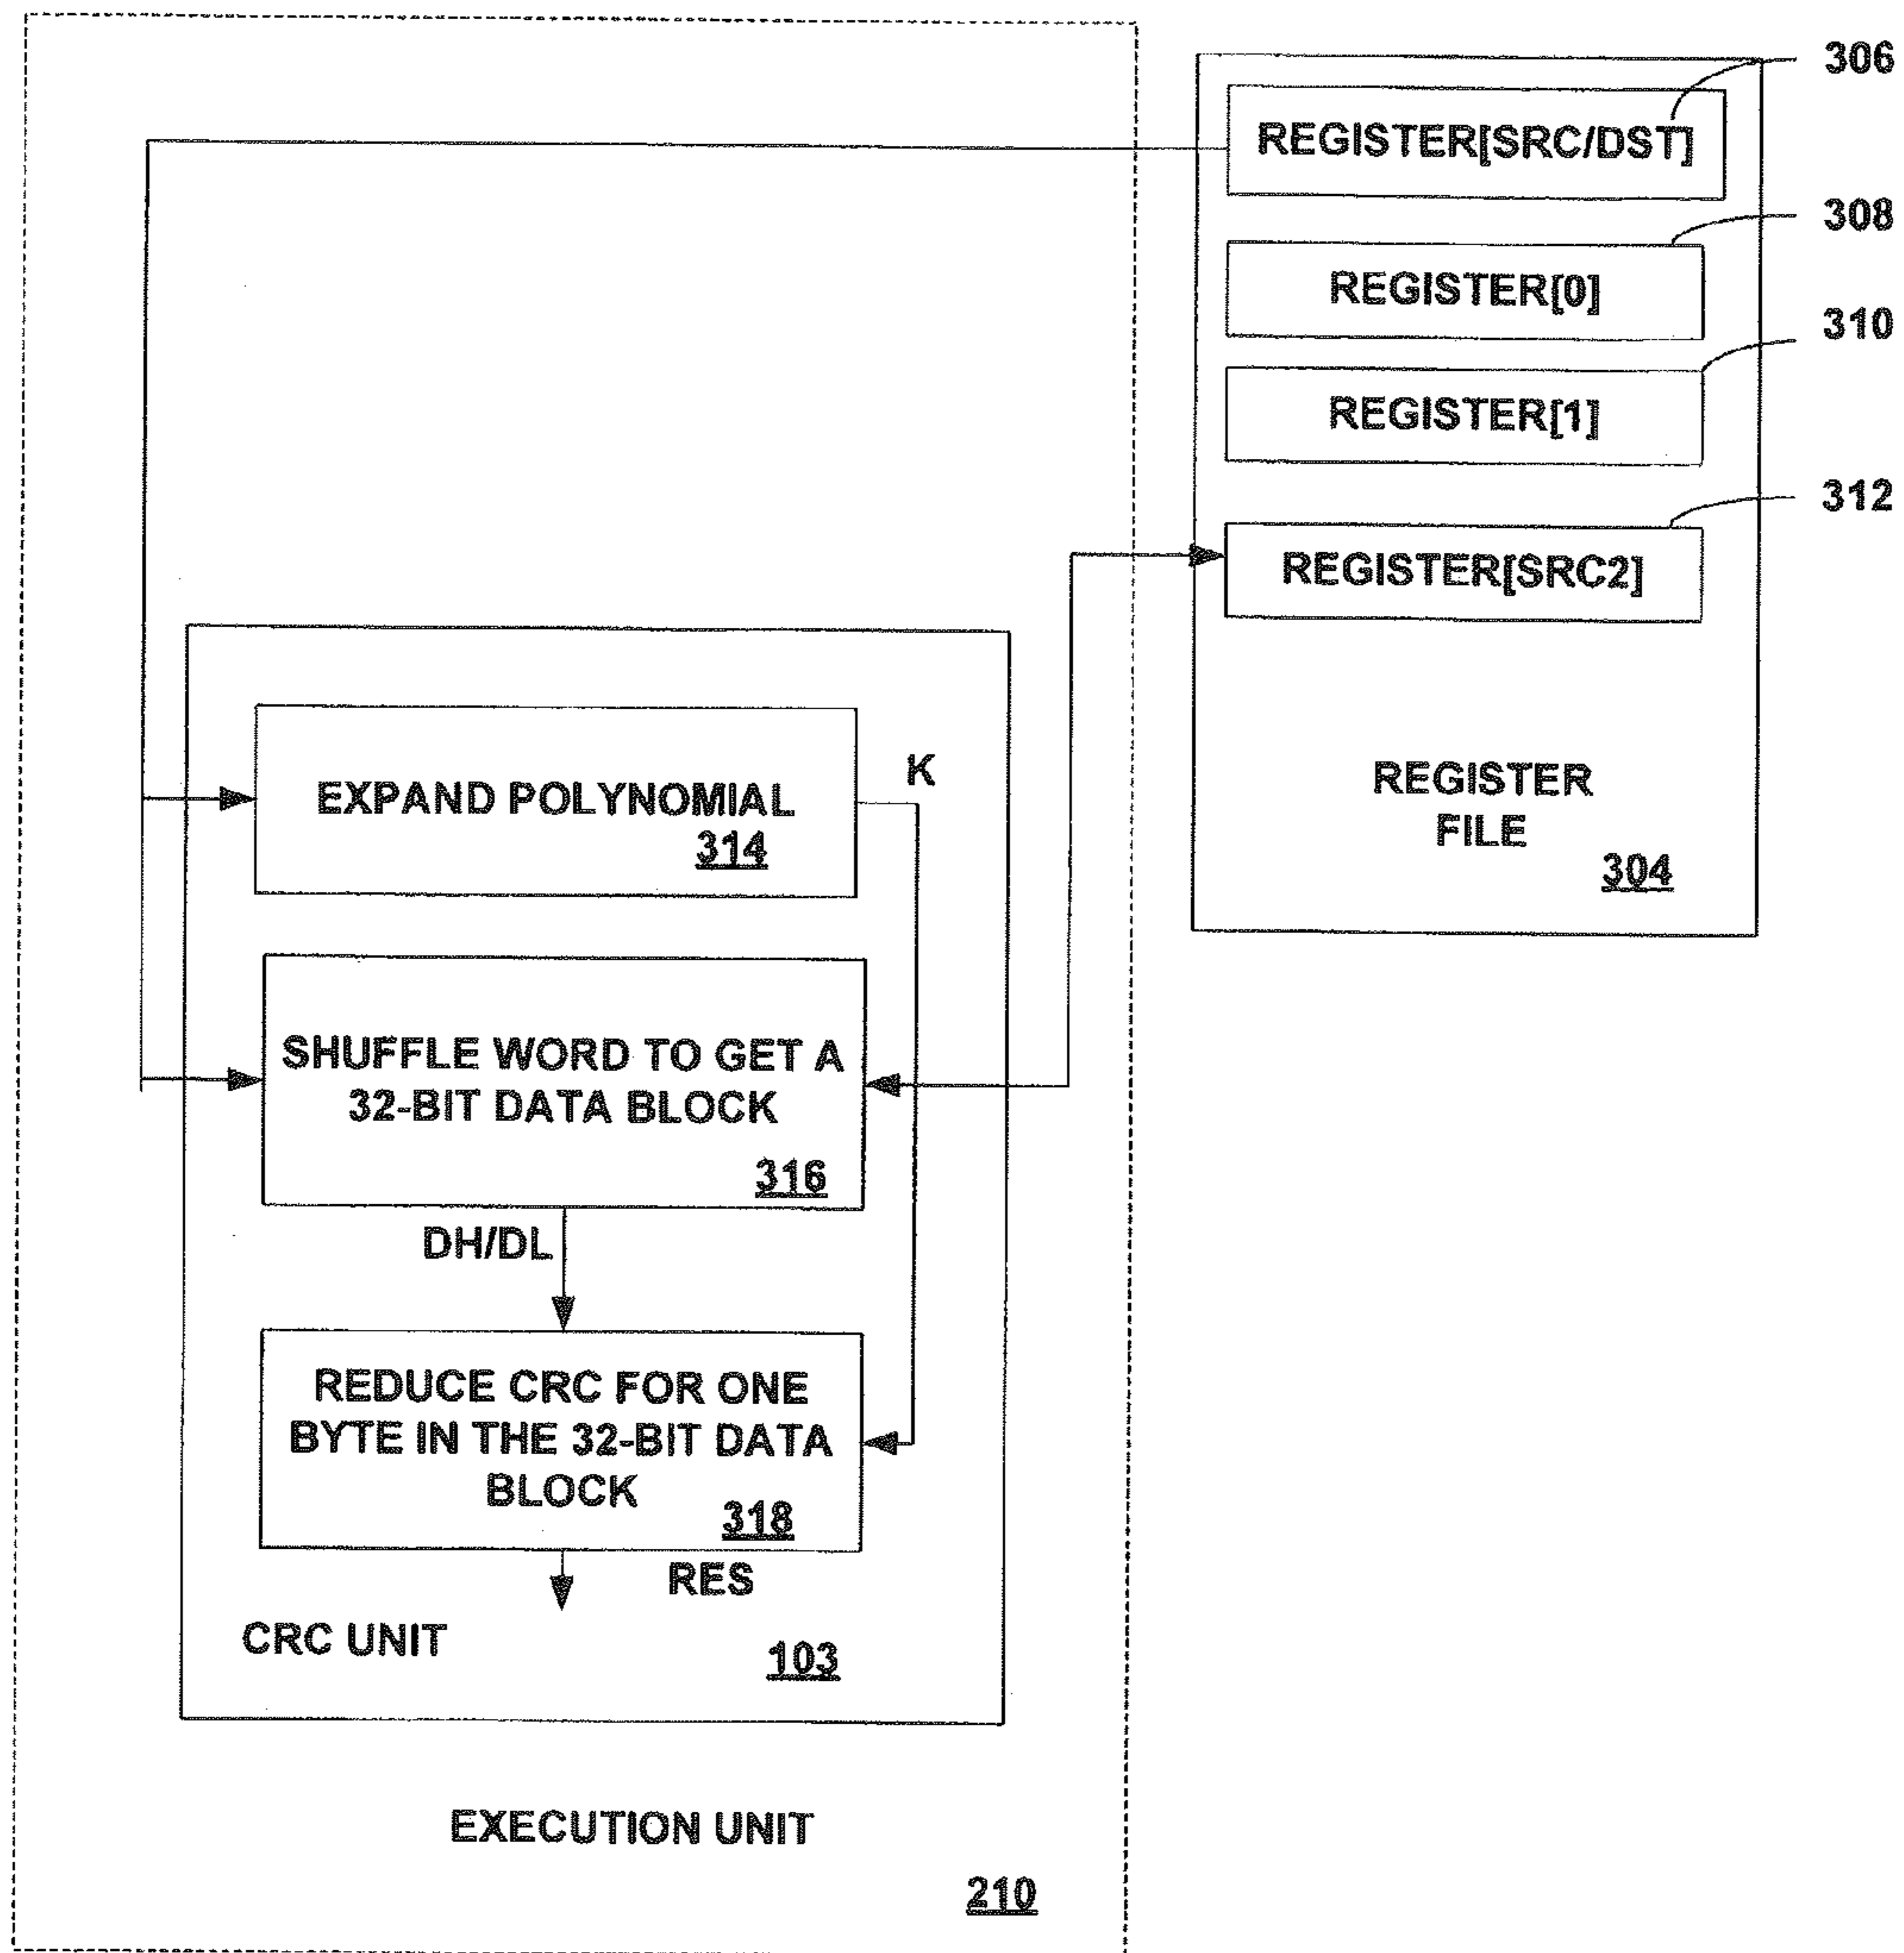 306
REGISTER[SRC/DST]
308
REGISTER[0]
310
REGISTER[1]
312
REGISTER[SRC2]
REGISTER
FILE
304
K
EXPAND POLYNOMIAL
314
SHUFFLE WORD TO GET A
32-BIT DATA BLOCK
316
DH/DL
REDUCE CRC FOR ONE
BYTE IN THE 32-BIT DATA
BLOCK
318
RES
CRC UNIT
103
EXECUTION UNIT
210